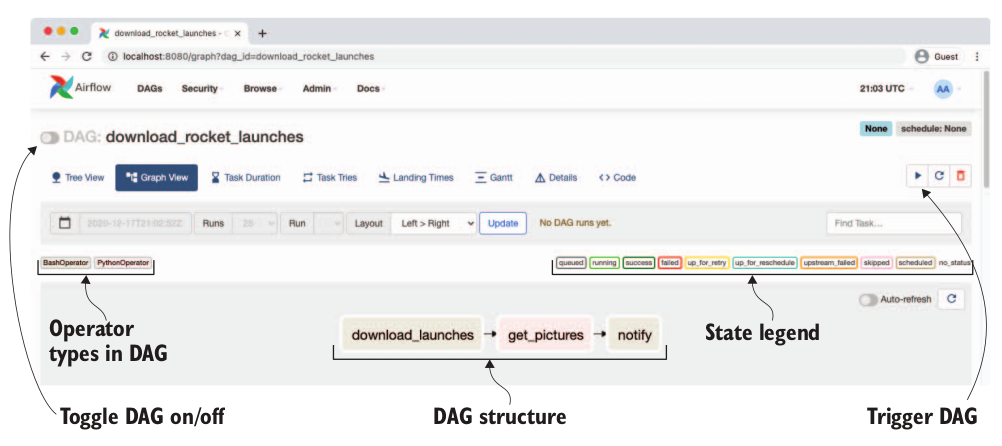 download_rocket_launches -
localhost:8080/graph?dag_id=download_rocket_launches Guest
Airflow DAGs Security Browse Admin Docs 21:03 UTC AA
DAG: download_rocket_launches None schedule: None
Tree View Graph View Task Duration Task Tries Landing Times Gantt Details <> Code
2020-12-17T21:02:52Z Runs 25 Run Layout Left > Right Update No DAG runs yet. Find Task...
BashOperator PythonOperator queued running success failed up_for_retry up_for_reschedule upstream_failed skipped scheduled no_status
Auto-refresh
Operator
types in DAG
download_launches get_pictures notify
State legend
Toggle DAG on/off DAG structure Trigger DAG